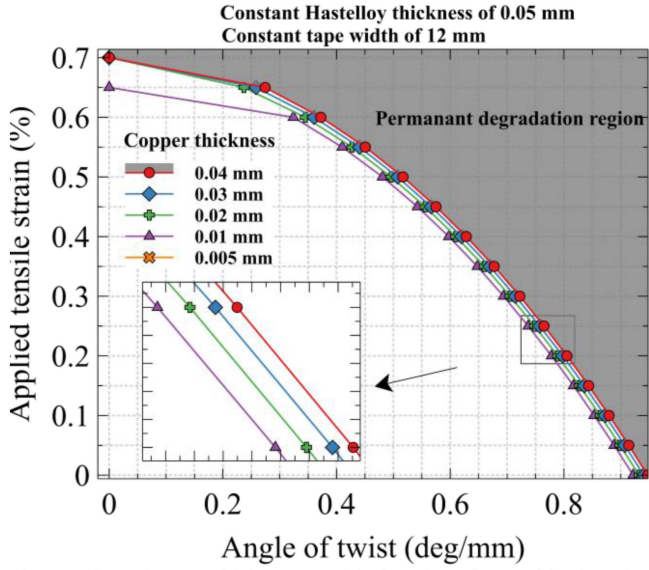 Constant Hastelloy thickness of 0.05 mm
Constant tape width of 12 mm
0.7
0.6
0.5
0.4
0.3
0.2
0.1
0
Applied tensile strain (%)
Permanant degradation region
Copper thickness
0.04 mm
0.03 mm
0.02 mm
0.01 mm
0.005 mm
0
0.2
0.4
0.6
0.8
Angle of twist (deg/mm)